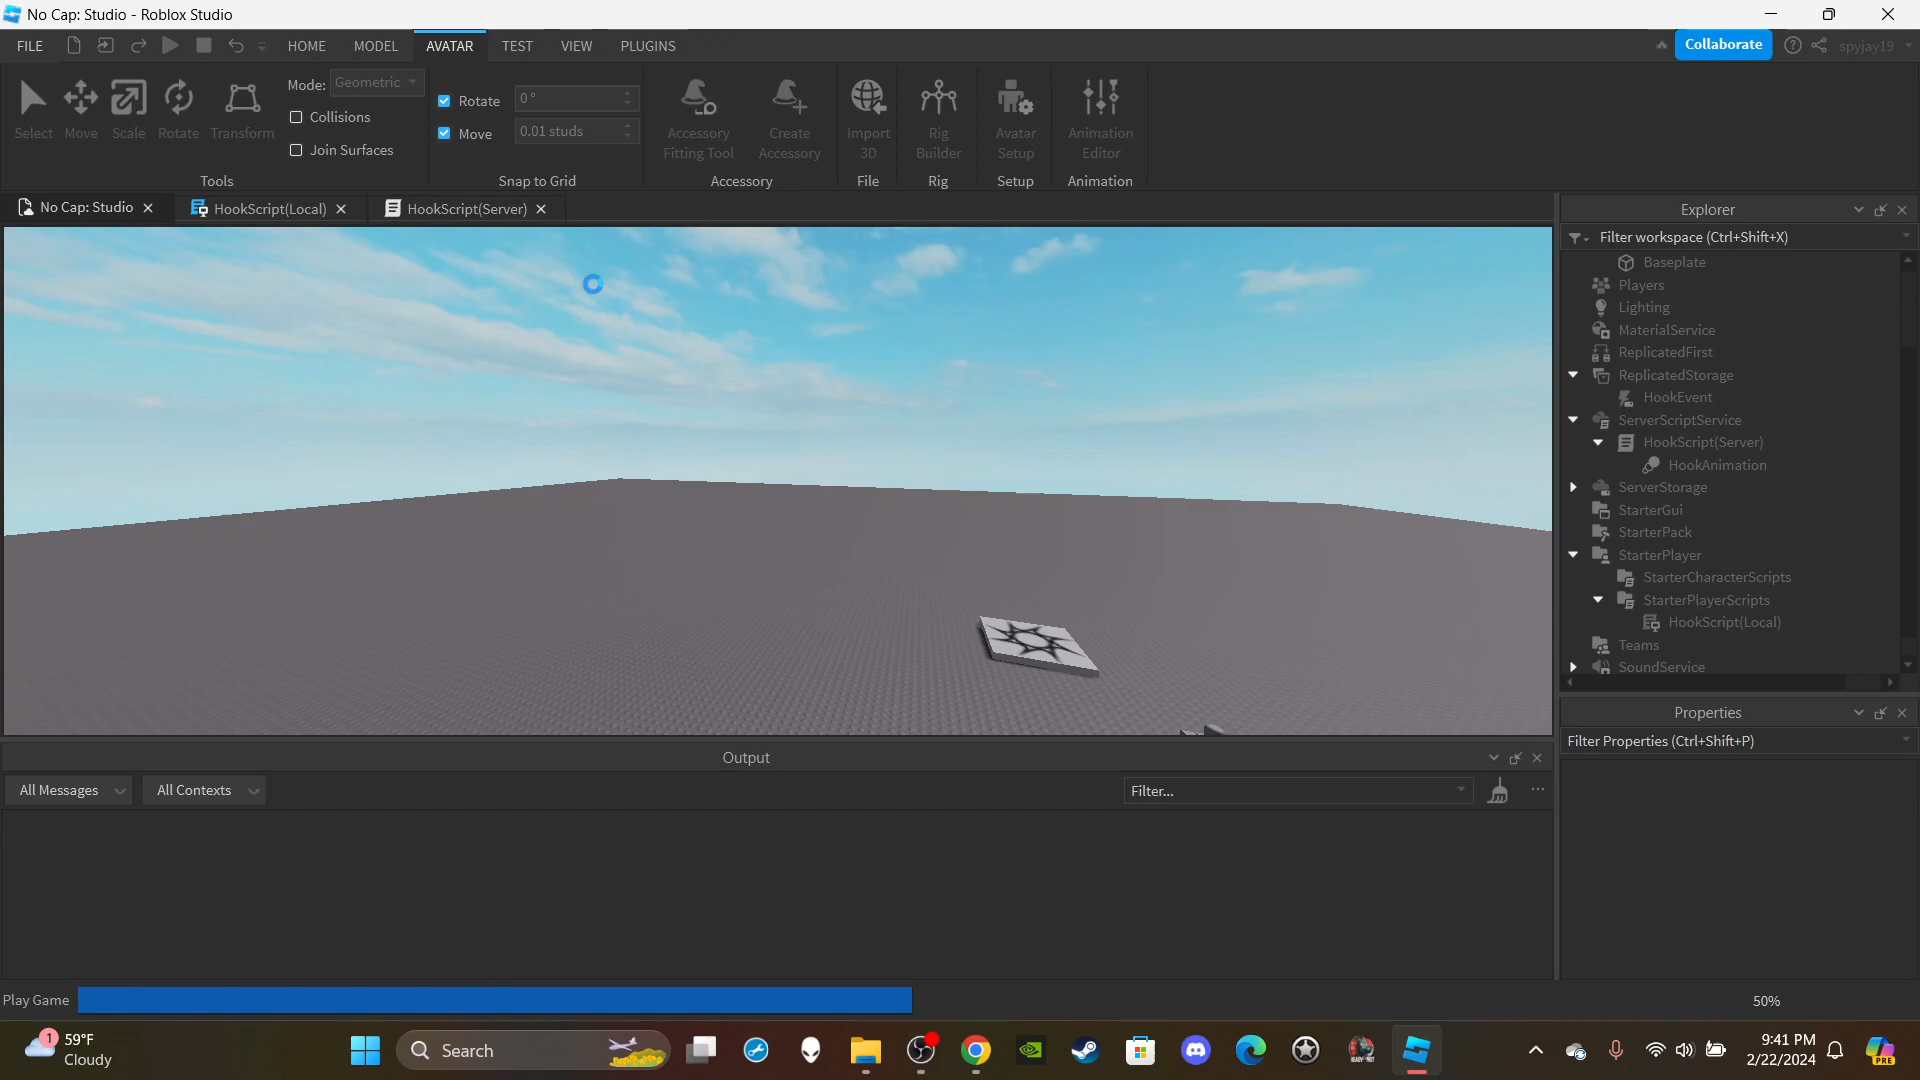 No Cap: Studio - Roblox Studio
FILE HOME MODEL AVATAR TEST VIEW PLUGINS Collaborate spyjay19
Select Move Scale Rotate Transform
Mode: Geometric
Collisions
Join Surfaces
Tools
Rotate 0 °
Move 0.01 studs
Snap to Grid
Accessory
Fitting Tool
Create
Accessory
Accessory
Import
3D
File
Rig
Builder
Rig
Avatar
Setup
Setup
Animation
Editor
Animation
No Cap: Studio HookScript(Local) HookScript(Server)
Explorer
Filter workspace (Ctrl+Shift+X)
Baseplate
Players
Lighting
MaterialService
ReplicatedFirst
ReplicatedStorage
HookEvent
ServerScriptService
HookScript(Server)
HookAnimation
ServerStorage
StarterGui
StarterPack
StarterPlayer
StarterCharacterScripts
StarterPlayerScripts
HookScript(Local)
Teams
SoundService
Properties
Filter Properties (Ctrl+Shift+P)
Output
All Messages All Contexts Filter...
Play Game 50%
1 59°F
Cloudy
Search
9:41 PM
2/22/2024
PRE